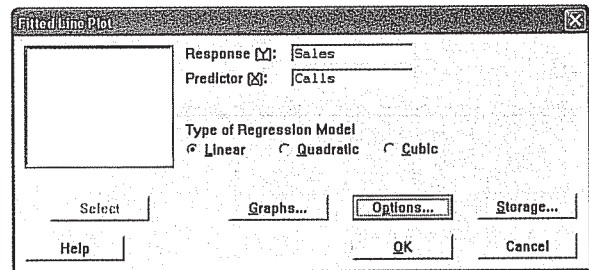 Fitted Line Plot
Response [Y]: Sales
Predictor [X]: Calls
Type of Regression Model
Linear Quadratic Cubic
Select Graphs... Options... Storage...
Help OK Cancel